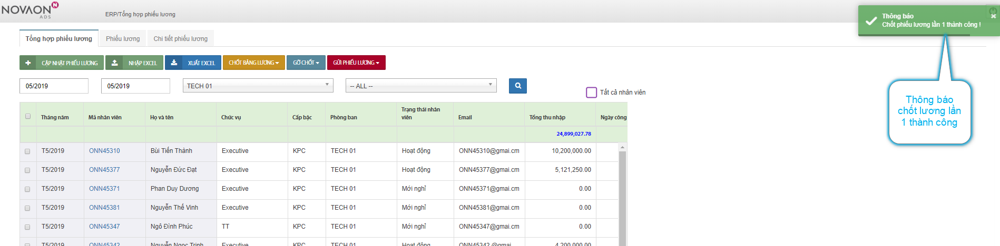 NOVAON N
ADS
ERP/Tổng hợp phiếu lương
Thông báo
Chốt phiếu lương lần 1 thành công !
Tổng hợp phiếu lương Phiếu lương Chi tiết phiếu lương
CẬP NHẬT PHIẾU LƯƠNG NHẬP EXCEL XUẤT EXCEL CHỐT BẢNG LƯƠNG GỠ CHỐT GỬI PHIẾU LƯƠNG
05/2019 05/2019 TECH 01 -- ALL -- Tất cả nhân viên
Thông báo
chốt lương lần
1 thành công
Tháng năm Mã nhân viên Họ và tên Chức vụ Cấp bậc Phòng ban Trạng thái nhân viên Email Tổng thu nhập Ngày công
24,899,027.78
T5/2019 ONN45310 Bùi Tiến Thành Executive KPC TECH 01 Hoạt động ONN45310@gmai.cm 10,200,000.00
T5/2019 ONN45377 Nguyễn Đức Đạt Executive KPC TECH 01 Hoạt động ONN45377@gmai.cm 5,121,250.00
T5/2019 ONN45371 Phan Duy Dương Executive KPC TECH 01 Mới nghỉ ONN45371@gmai.cm 0.00
T5/2019 ONN45381 Nguyễn Thế Vinh Executive KPC TECH 01 Mới nghỉ ONN45381@gmai.cm 0.00
T5/2019 ONN45347 Ngô Đình Phúc TT KPC TECH 01 Mới nghỉ ONN45347@gmai.cm 0.00
T5/2019 ONN45342 Nguyễn Ngọc Trinh Executive KPC TECH 01 Hoạt động ONN45342.@gmai 4,200,000.00